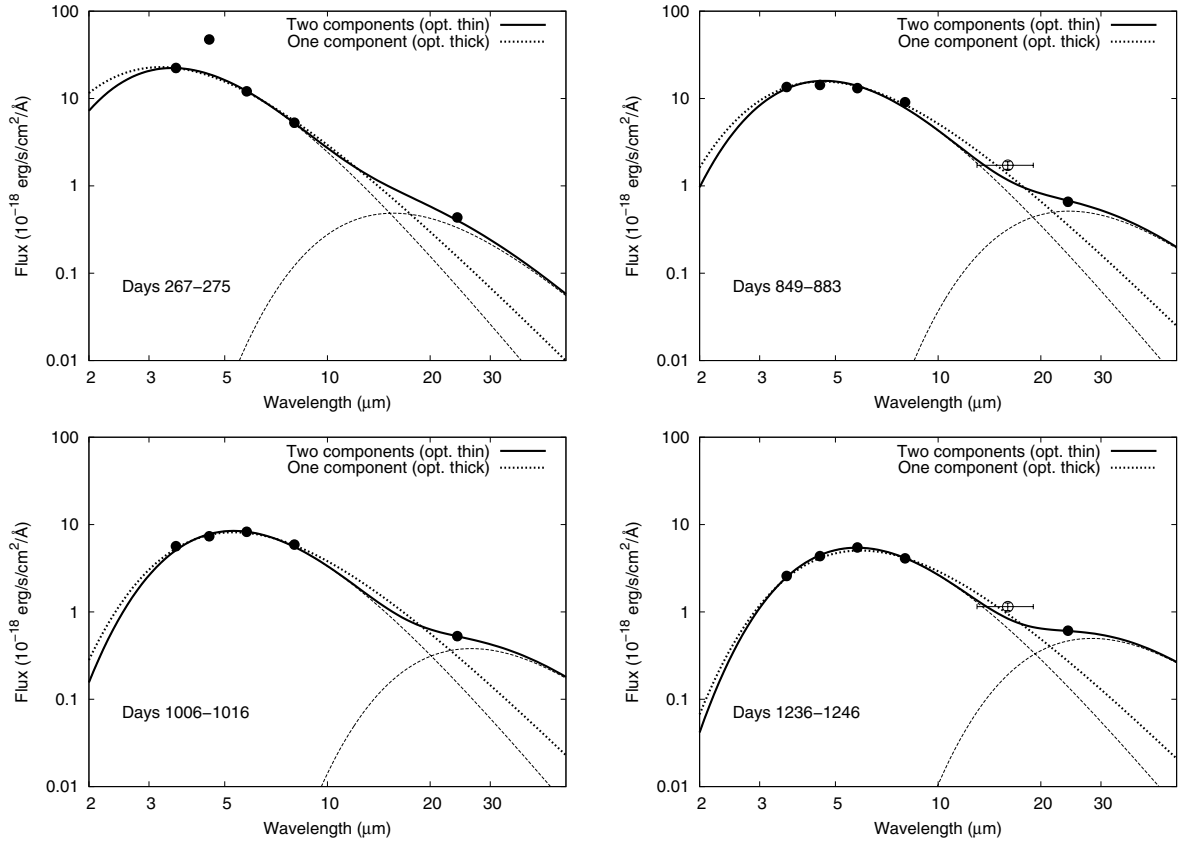 100
10
1
0.1
0.01
Flux (10⁻¹⁸ erg/s/cm²/Å)
Two components (opt. thin)
One component (opt. thick)
Days 267−275
2 3 5 10 20 30
Wavelength (μm)
100
10
1
0.1
0.01
Flux (10⁻¹⁸ erg/s/cm²/Å)
Two components (opt. thin)
One component (opt. thick)
Days 849−883
2 3 5 10 20 30
Wavelength (μm)
100
10
1
0.1
0.01
Flux (10⁻¹⁸ erg/s/cm²/Å)
Two components (opt. thin)
One component (opt. thick)
Days 1006−1016
2 3 5 10 20 30
Wavelength (μm)
100
10
1
0.1
0.01
Flux (10⁻¹⁸ erg/s/cm²/Å)
Two components (opt. thin)
One component (opt. thick)
Days 1236−1246
2 3 5 10 20 30
Wavelength (μm)